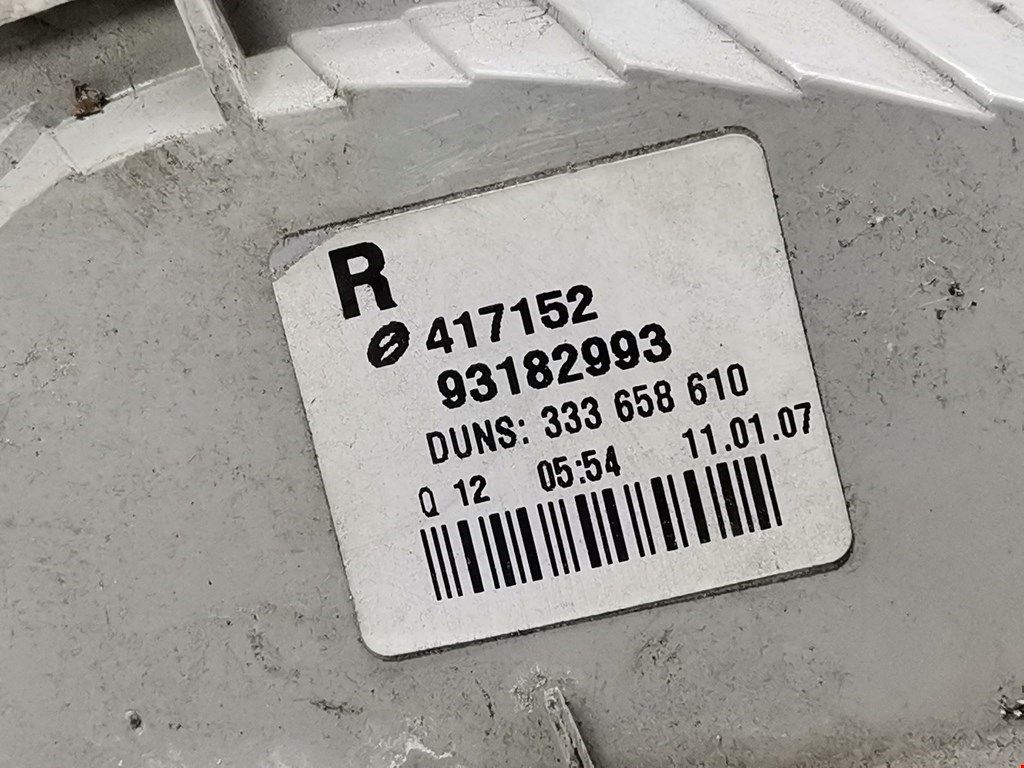 R
417152
93182993
DUNS: 333 658 610
Q 12 05:54 11.01.07